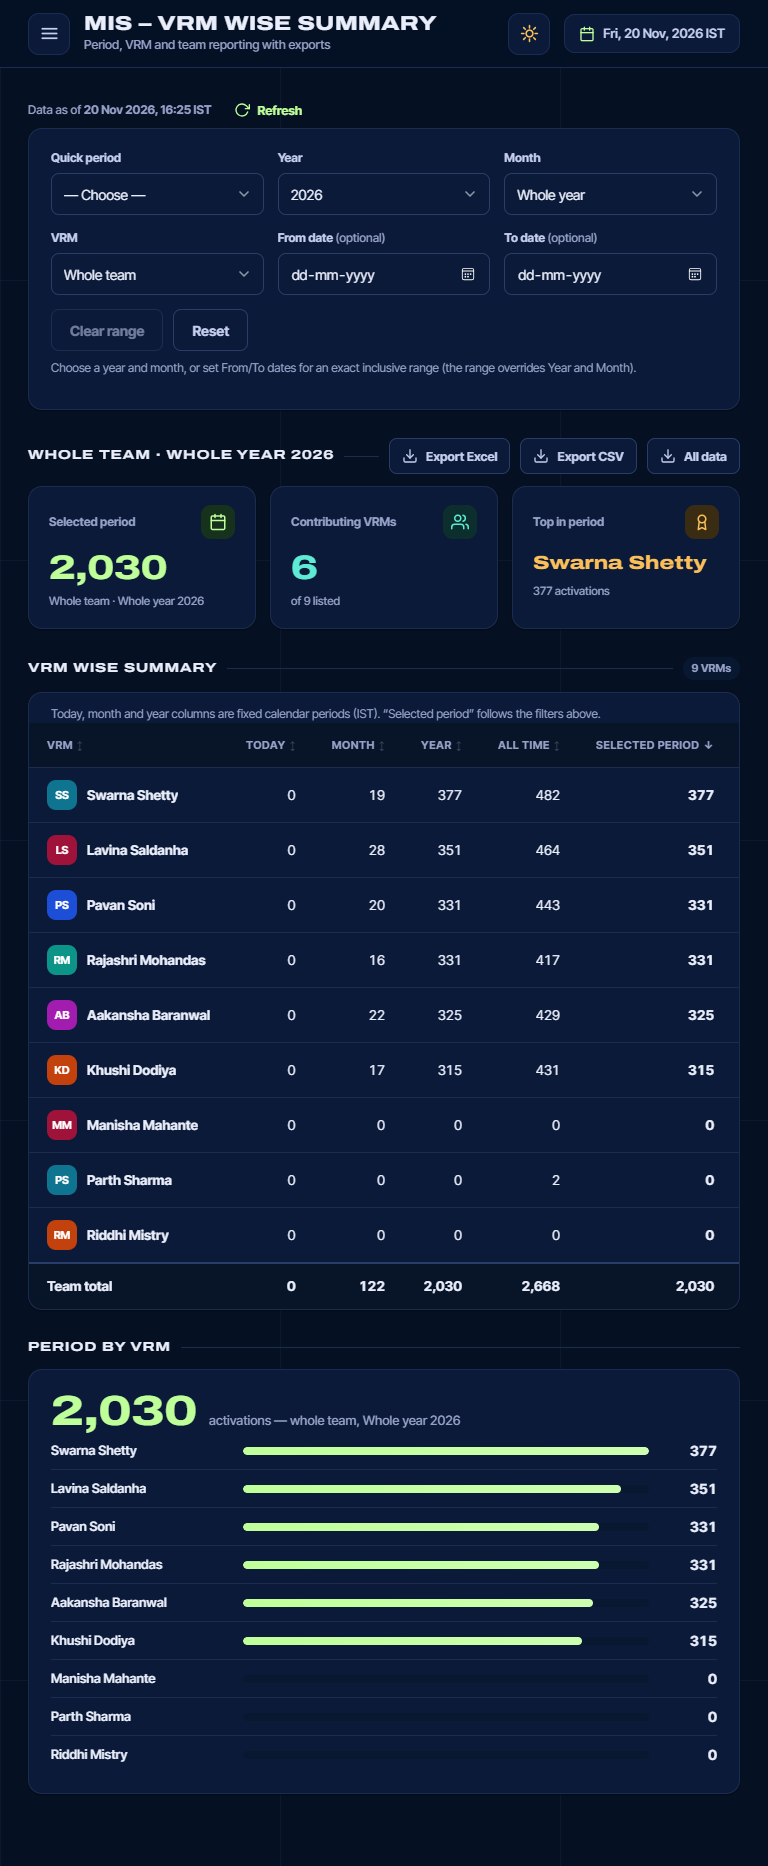 MIS – VRM WISE SUMMARY
Period, VRM and team reporting with exports
Fri, 20 Nov, 2026 IST
Data as of 20 Nov 2026, 16:25 IST
Refresh
Quick period
Year
Month
— Choose —
2026
Whole year
VRM
From date (optional)
To date (optional)
Whole team
dd-mm-yyyy
dd-mm-yyyy
Clear range
Reset
Choose a year and month, or set From/To dates for an exact inclusive range (the range overrides Year and Month).
WHOLE TEAM · WHOLE YEAR 2026
Export Excel
Export CSV
All data
Selected period
2,030
Whole team · Whole year 2026
Contributing VRMs
6
of 9 listed
Top in period
Swarna Shetty
377 activations
VRM WISE SUMMARY
9 VRMs
Today, month and year columns are fixed calendar periods (IST). “Selected period” follows the filters above.
VRM ↕ TODAY ↕ MONTH ↕ YEAR ↕ ALL TIME ↕ SELECTED PERIOD ↓
SS Swarna Shetty 0 19 377 482 377
LS Lavina Saldanha 0 28 351 464 351
PS Pavan Soni 0 20 331 443 331
RM Rajashri Mohandas 0 16 331 417 331
AB Aakansha Baranwal 0 22 325 429 325
KD Khushi Dodiya 0 17 315 431 315
MM Manisha Mahante 0 0 0 0 0
PS Parth Sharma 0 0 0 2 0
RM Riddhi Mistry 0 0 0 0 0
Team total 0 122 2,030 2,668 2,030
PERIOD BY VRM
2,030 activations — whole team, Whole year 2026
Swarna Shetty 377
Lavina Saldanha 351
Pavan Soni 331
Rajashri Mohandas 331
Aakansha Baranwal 325
Khushi Dodiya 315
Manisha Mahante 0
Parth Sharma 0
Riddhi Mistry 0